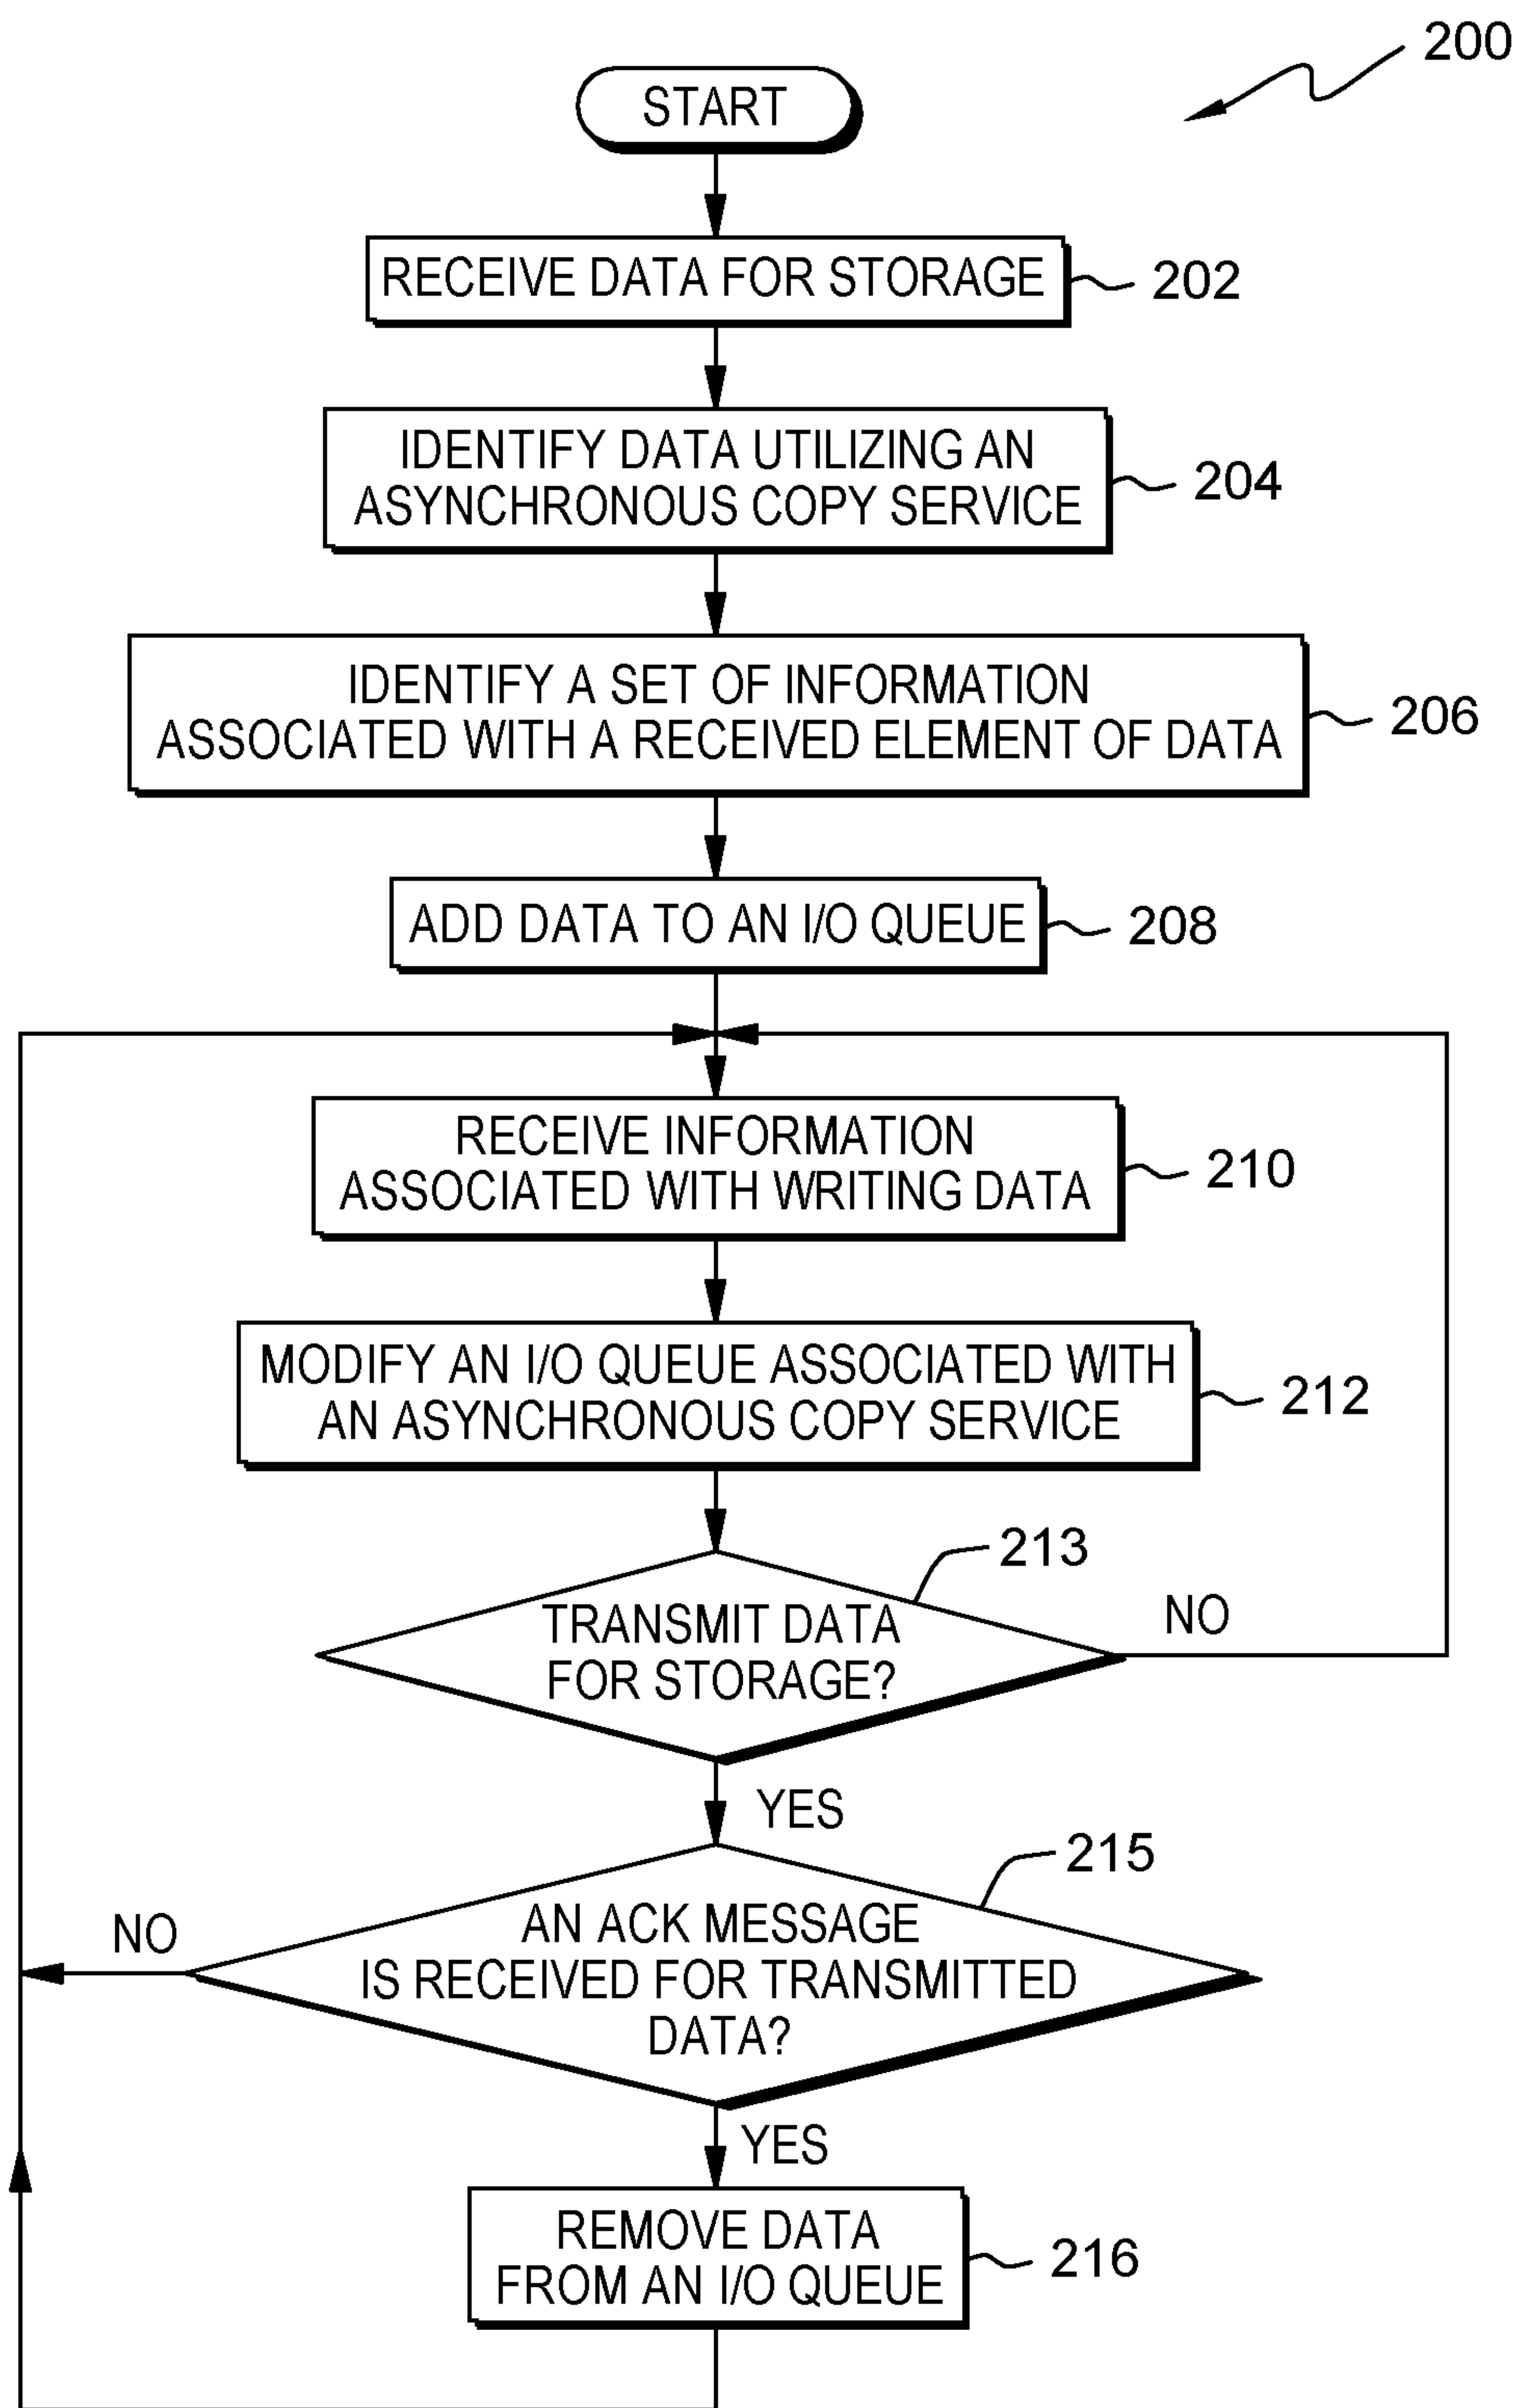 200
START
RECEIVE DATA FOR STORAGE
202
IDENTIFY DATA UTILIZING AN
ASYNCHRONOUS COPY SERVICE
204
IDENTIFY A SET OF INFORMATION
ASSOCIATED WITH A RECEIVED ELEMENT OF DATA
206
ADD DATA TO AN I/O QUEUE
208
RECEIVE INFORMATION
ASSOCIATED WITH WRITING DATA
210
MODIFY AN I/O QUEUE ASSOCIATED WITH
AN ASYNCHRONOUS COPY SERVICE
212
213
TRANSMIT DATA
FOR STORAGE?
NO
YES
215
AN ACK MESSAGE
IS RECEIVED FOR TRANSMITTED
DATA?
NO
YES
REMOVE DATA
FROM AN I/O QUEUE
216